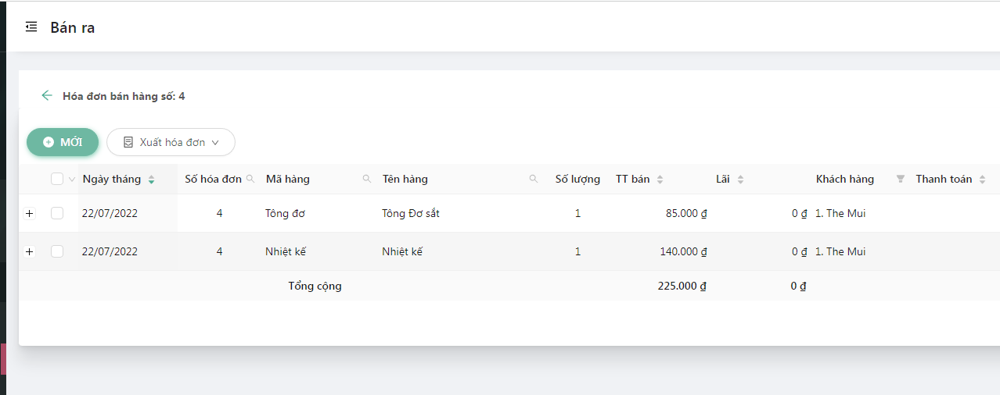 Bán ra
Hóa đơn bán hàng số: 4
MỚI Xuất hóa đơn
Ngày tháng Số hóa đơn Mã hàng Tên hàng Số lượng TT bán Lãi Khách hàng Thanh toán
22/07/2022 4 Tông đơ Tông Đơ sắt 1 85.000 ₫ 0 ₫ 1. The Mui
22/07/2022 4 Nhiệt kế Nhiệt kế 1 140.000 ₫ 0 ₫ 1. The Mui
Tổng cộng 225.000 ₫ 0 ₫